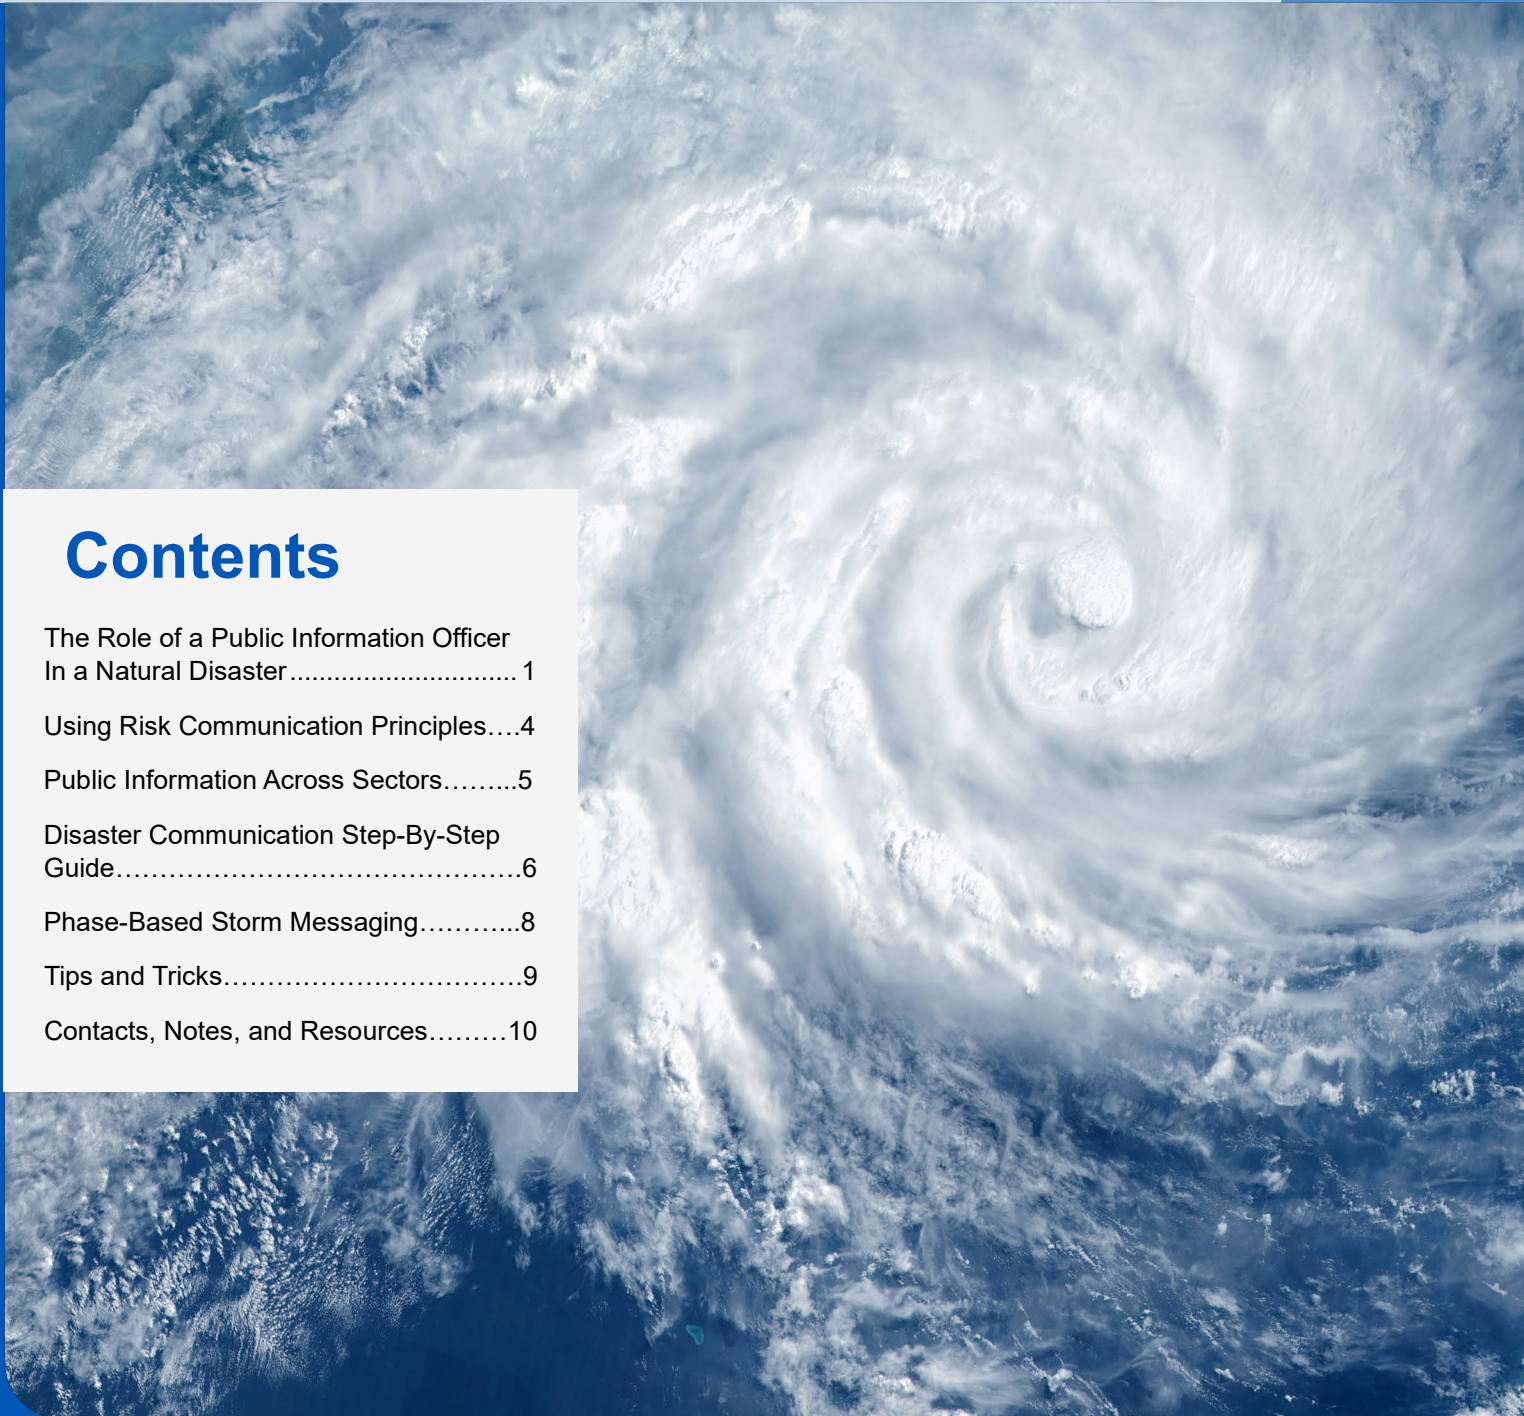 Contents
The Role of a Public Information Officer
In a Natural Disaster............................... 1
Using Risk Communication Principles….4
Public Information Across Sectors……...5
Disaster Communication Step-By-Step
Guide……………………………………….6
Phase-Based Storm Messaging………...8
Tips and Tricks…………………………….9
Contacts, Notes, and Resources………10